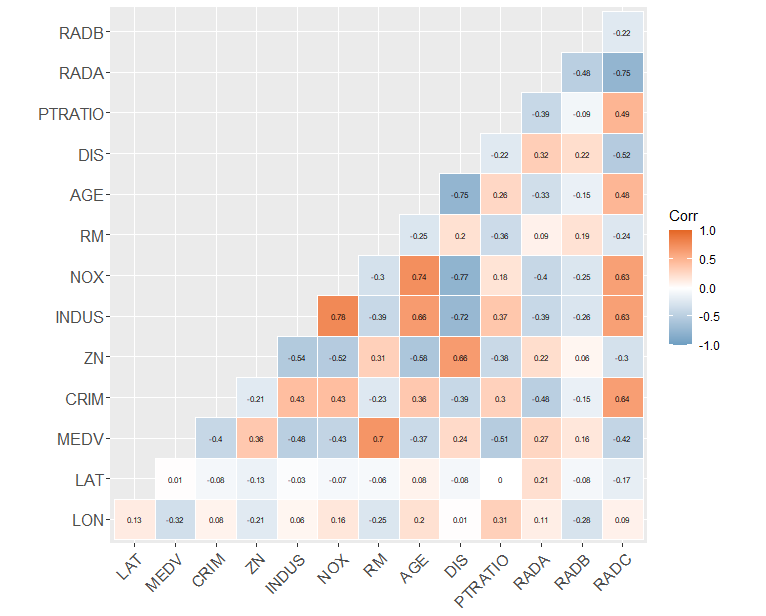 RADB -0.22
RADA -0.48 -0.75
PTRATIO -0.39 -0.09 0.49
DIS -0.22 0.32 0.22 -0.52
AGE -0.75 0.26 -0.33 -0.15 0.48
RM -0.25 0.2 -0.36 0.09 0.19 -0.24
NOX -0.3 0.74 -0.77 0.18 -0.4 -0.25 0.63
INDUS 0.78 -0.39 0.66 -0.72 0.37 -0.39 -0.26 0.63
ZN -0.54 -0.52 0.31 -0.58 0.66 -0.38 0.22 0.06 -0.3
CRIM -0.21 0.43 0.43 -0.23 0.36 -0.39 0.3 -0.48 -0.15 0.64
MEDV -0.4 0.36 -0.48 -0.43 0.7 -0.37 0.24 -0.51 0.27 0.16 -0.42
LAT 0.01 -0.08 -0.13 -0.03 -0.07 -0.06 0.08 -0.08 0 0.21 -0.08 -0.17
LON 0.13 -0.32 0.08 -0.21 0.06 0.16 -0.25 0.2 0.01 0.31 0.11 -0.28 0.09
LAT MEDV CRIM ZN INDUS NOX RM AGE DIS PTRATIO RADA RADB RADC
Corr
1.0
0.5
0.0
-0.5
-1.0